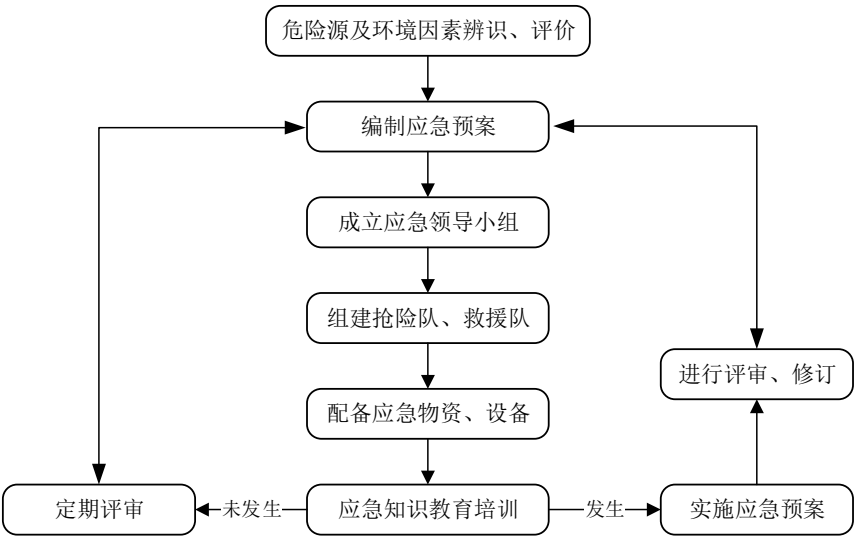 危险源及环境因素辨识、评价
编制应急预案
成立应急领导小组
组建抢险队、救援队
进行评审、修订
配备应急物资、设备
定期评审
未发生
应急知识教育培训
发生
实施应急预案